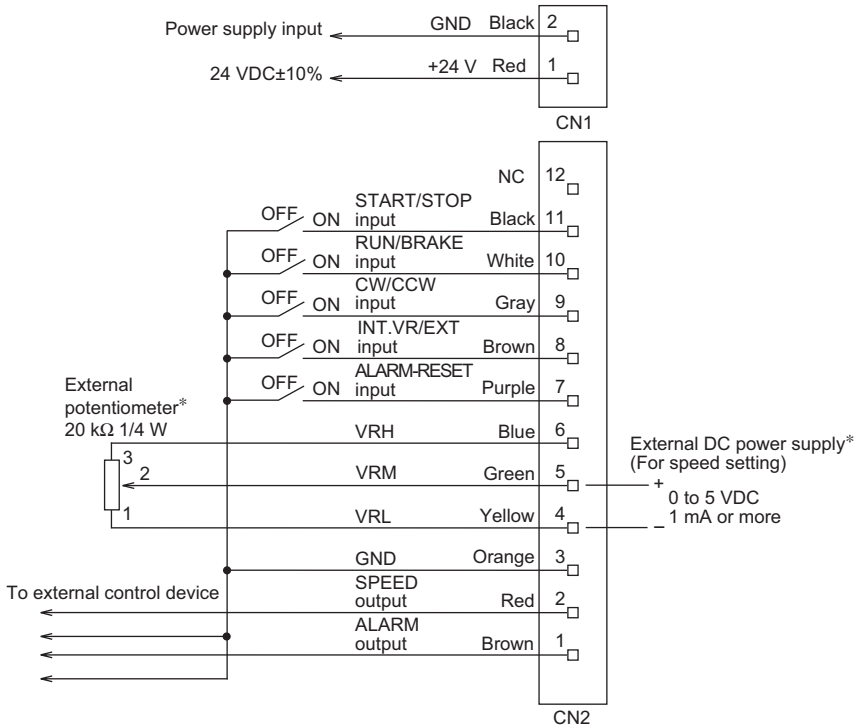 Power supply input
GND Black 2
24 VDC±10%
+24 V Red 1
CN1
NC 12
START/STOP
OFF ON input Black 11
RUN/BRAKE
OFF ON input White 10
CW/CCW
OFF ON input Gray 9
INT.VR/EXT
OFF ON input Brown 8
ALARM-RESET
OFF ON input Purple 7
External
potentiometer*
20 kΩ 1/4 W
3
2
1
VRH Blue 6
VRM Green 5
VRL Yellow 4
External DC power supply*
(For speed setting)
+
0 to 5 VDC
1 mA or more
–
GND Orange 3
To external control device
SPEED
output Red 2
ALARM
output Brown 1
CN2